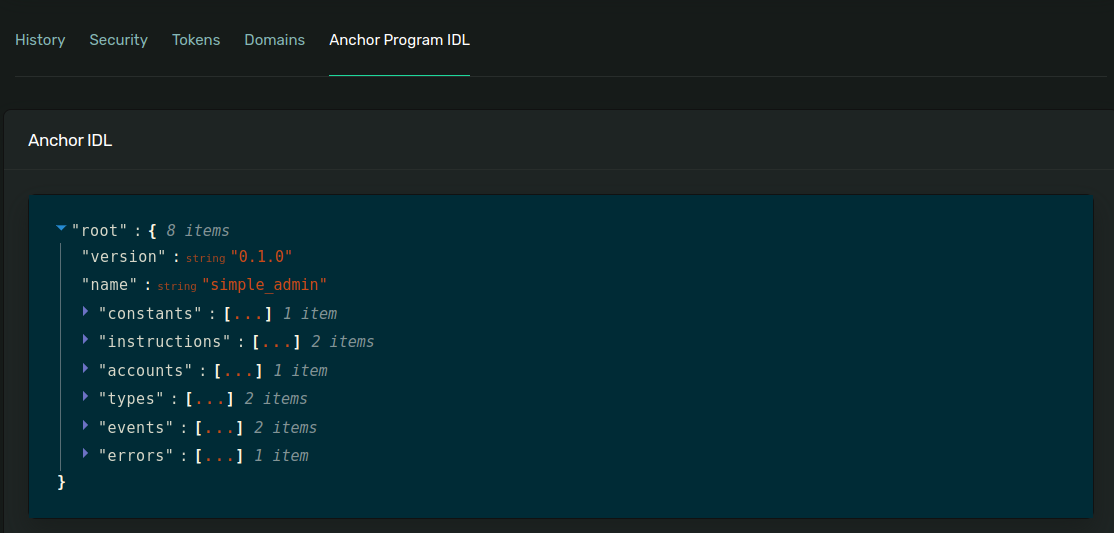 History Security Tokens Domains Anchor Program IDL
Anchor IDL
"root" : { 8 items
"version" : string "0.1.0"
"name" : string "simple_admin"
"constants" : [...] 1 item
"instructions" : [...] 2 items
"accounts" : [...] 1 item
"types" : [...] 2 items
"events" : [...] 2 items
"errors" : [...] 1 item
}